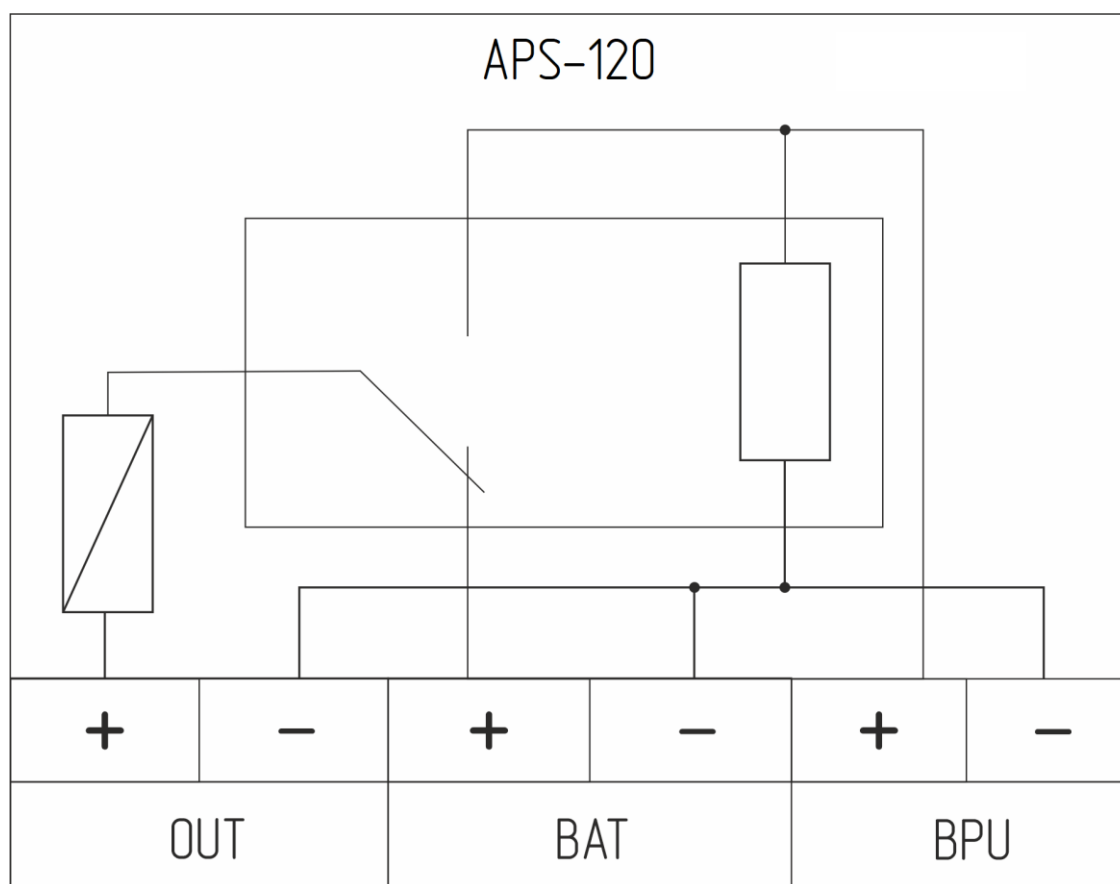 APS-120
+ − + − + −
OUT BAT BPU